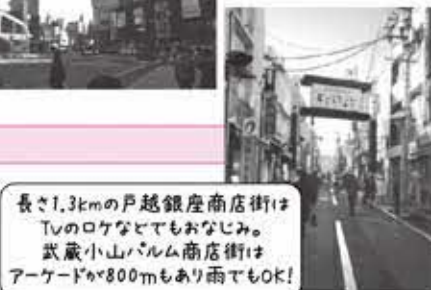 長さ1.3kmの戸越銀座商店街は
TVのロケなどでもおなじみ。
武蔵小山パルム商店街は
アーケードが800mもあり雨でもOK!